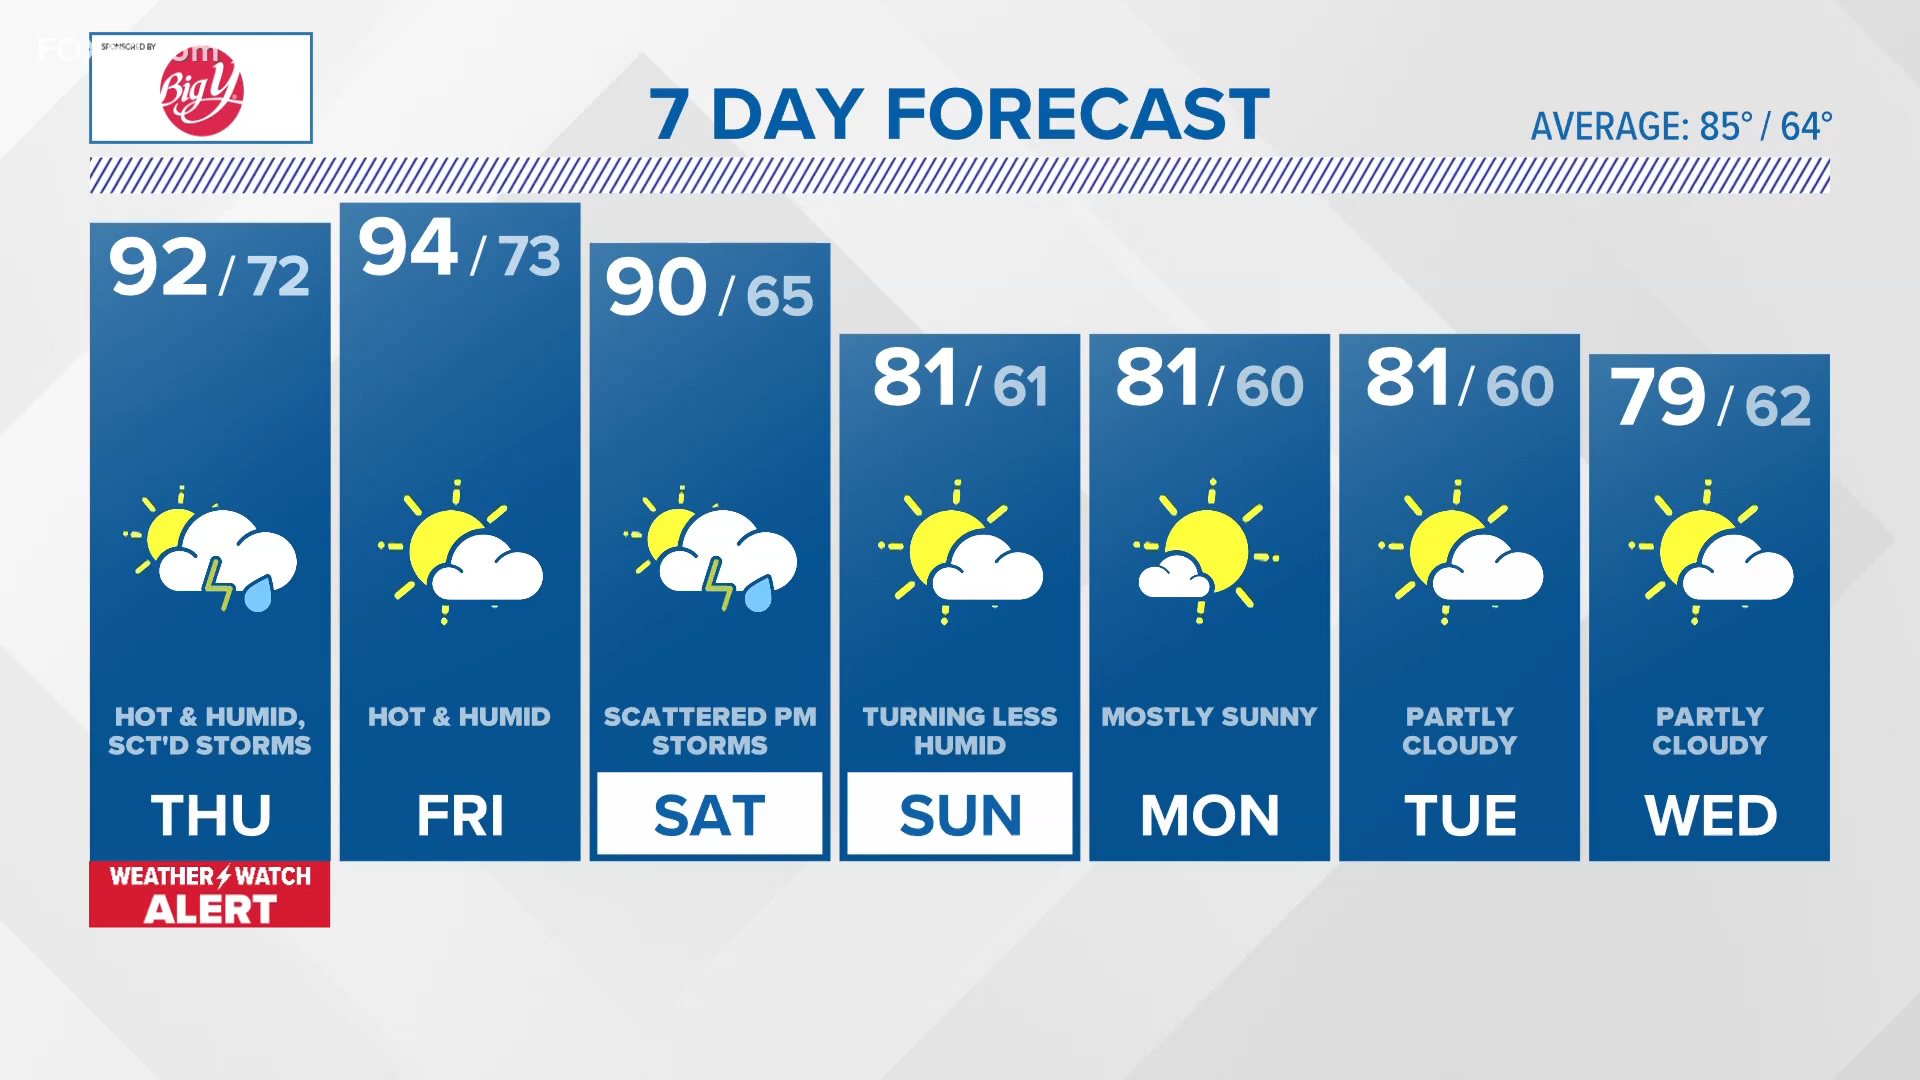 SPONSORED BY
Big Y
7 DAY FORECAST
AVERAGE: 85° / 64°
92 / 72
94 / 73
90 / 65
81 / 61
81 / 60
81 / 60
79 / 62
HOT & HUMID,
SCT'D STORMS
HOT & HUMID
SCATTERED PM
STORMS
TURNING LESS
HUMID
MOSTLY SUNNY
PARTLY
CLOUDY
PARTLY
CLOUDY
THU
FRI
SAT
SUN
MON
TUE
WED
WEATHER WATCH
ALERT